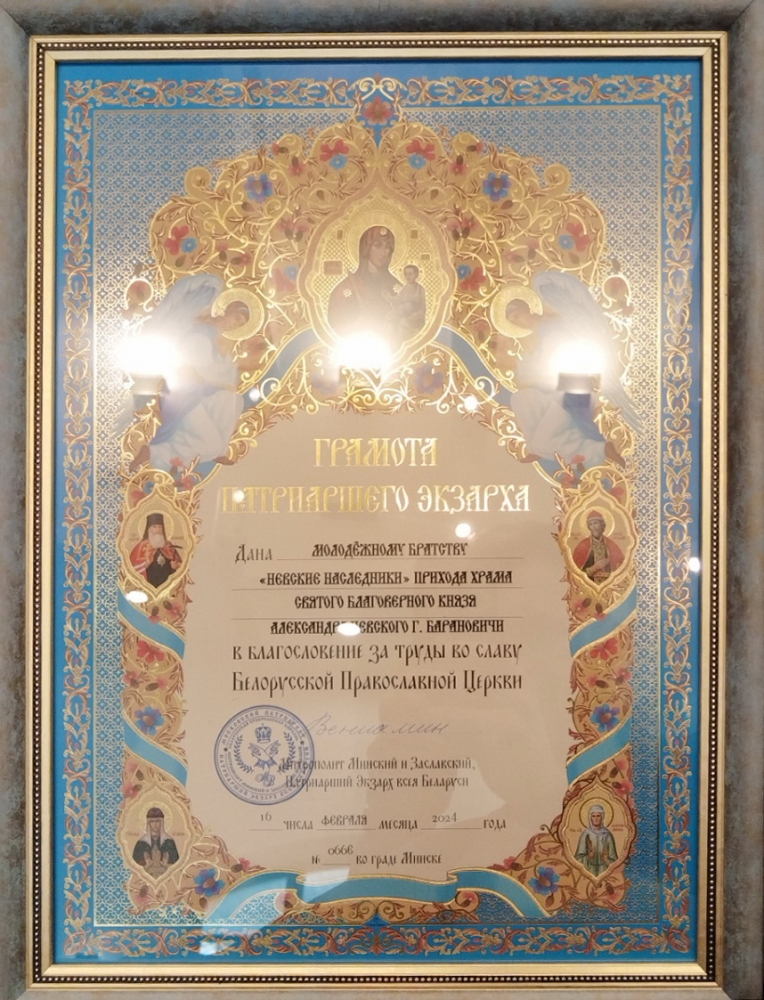 ГРАМОТА
ПАТРИАРШЕГО ЭКЗАРХА
Дана МОЛОДЁЖНОМУ БРАТСТВУ
«НЕВСКИЕ НАСЛЕДНИКИ» ПРИХОДА ХРАМА
СВЯТОГО БЛАГОВЕРНОГО КНЯЗЯ
АЛЕКСАНДРА НЕВСКОГО Г. БАРАНОВИЧИ
В БЛАГОСЛОВЕНИЕ ЗА ТРУДЫ ВО СЛАВУ
БЕЛОРУССКОЙ ПРАВОСЛАВНОЙ ЦЕРКВИ
Вениамин
Митрополит Минский и Заславский,
Патриарший Экзарх всея Беларуси
16 числа ФЕВРАЛЯ месяца 2024 года
№ 0666 во граде Минске